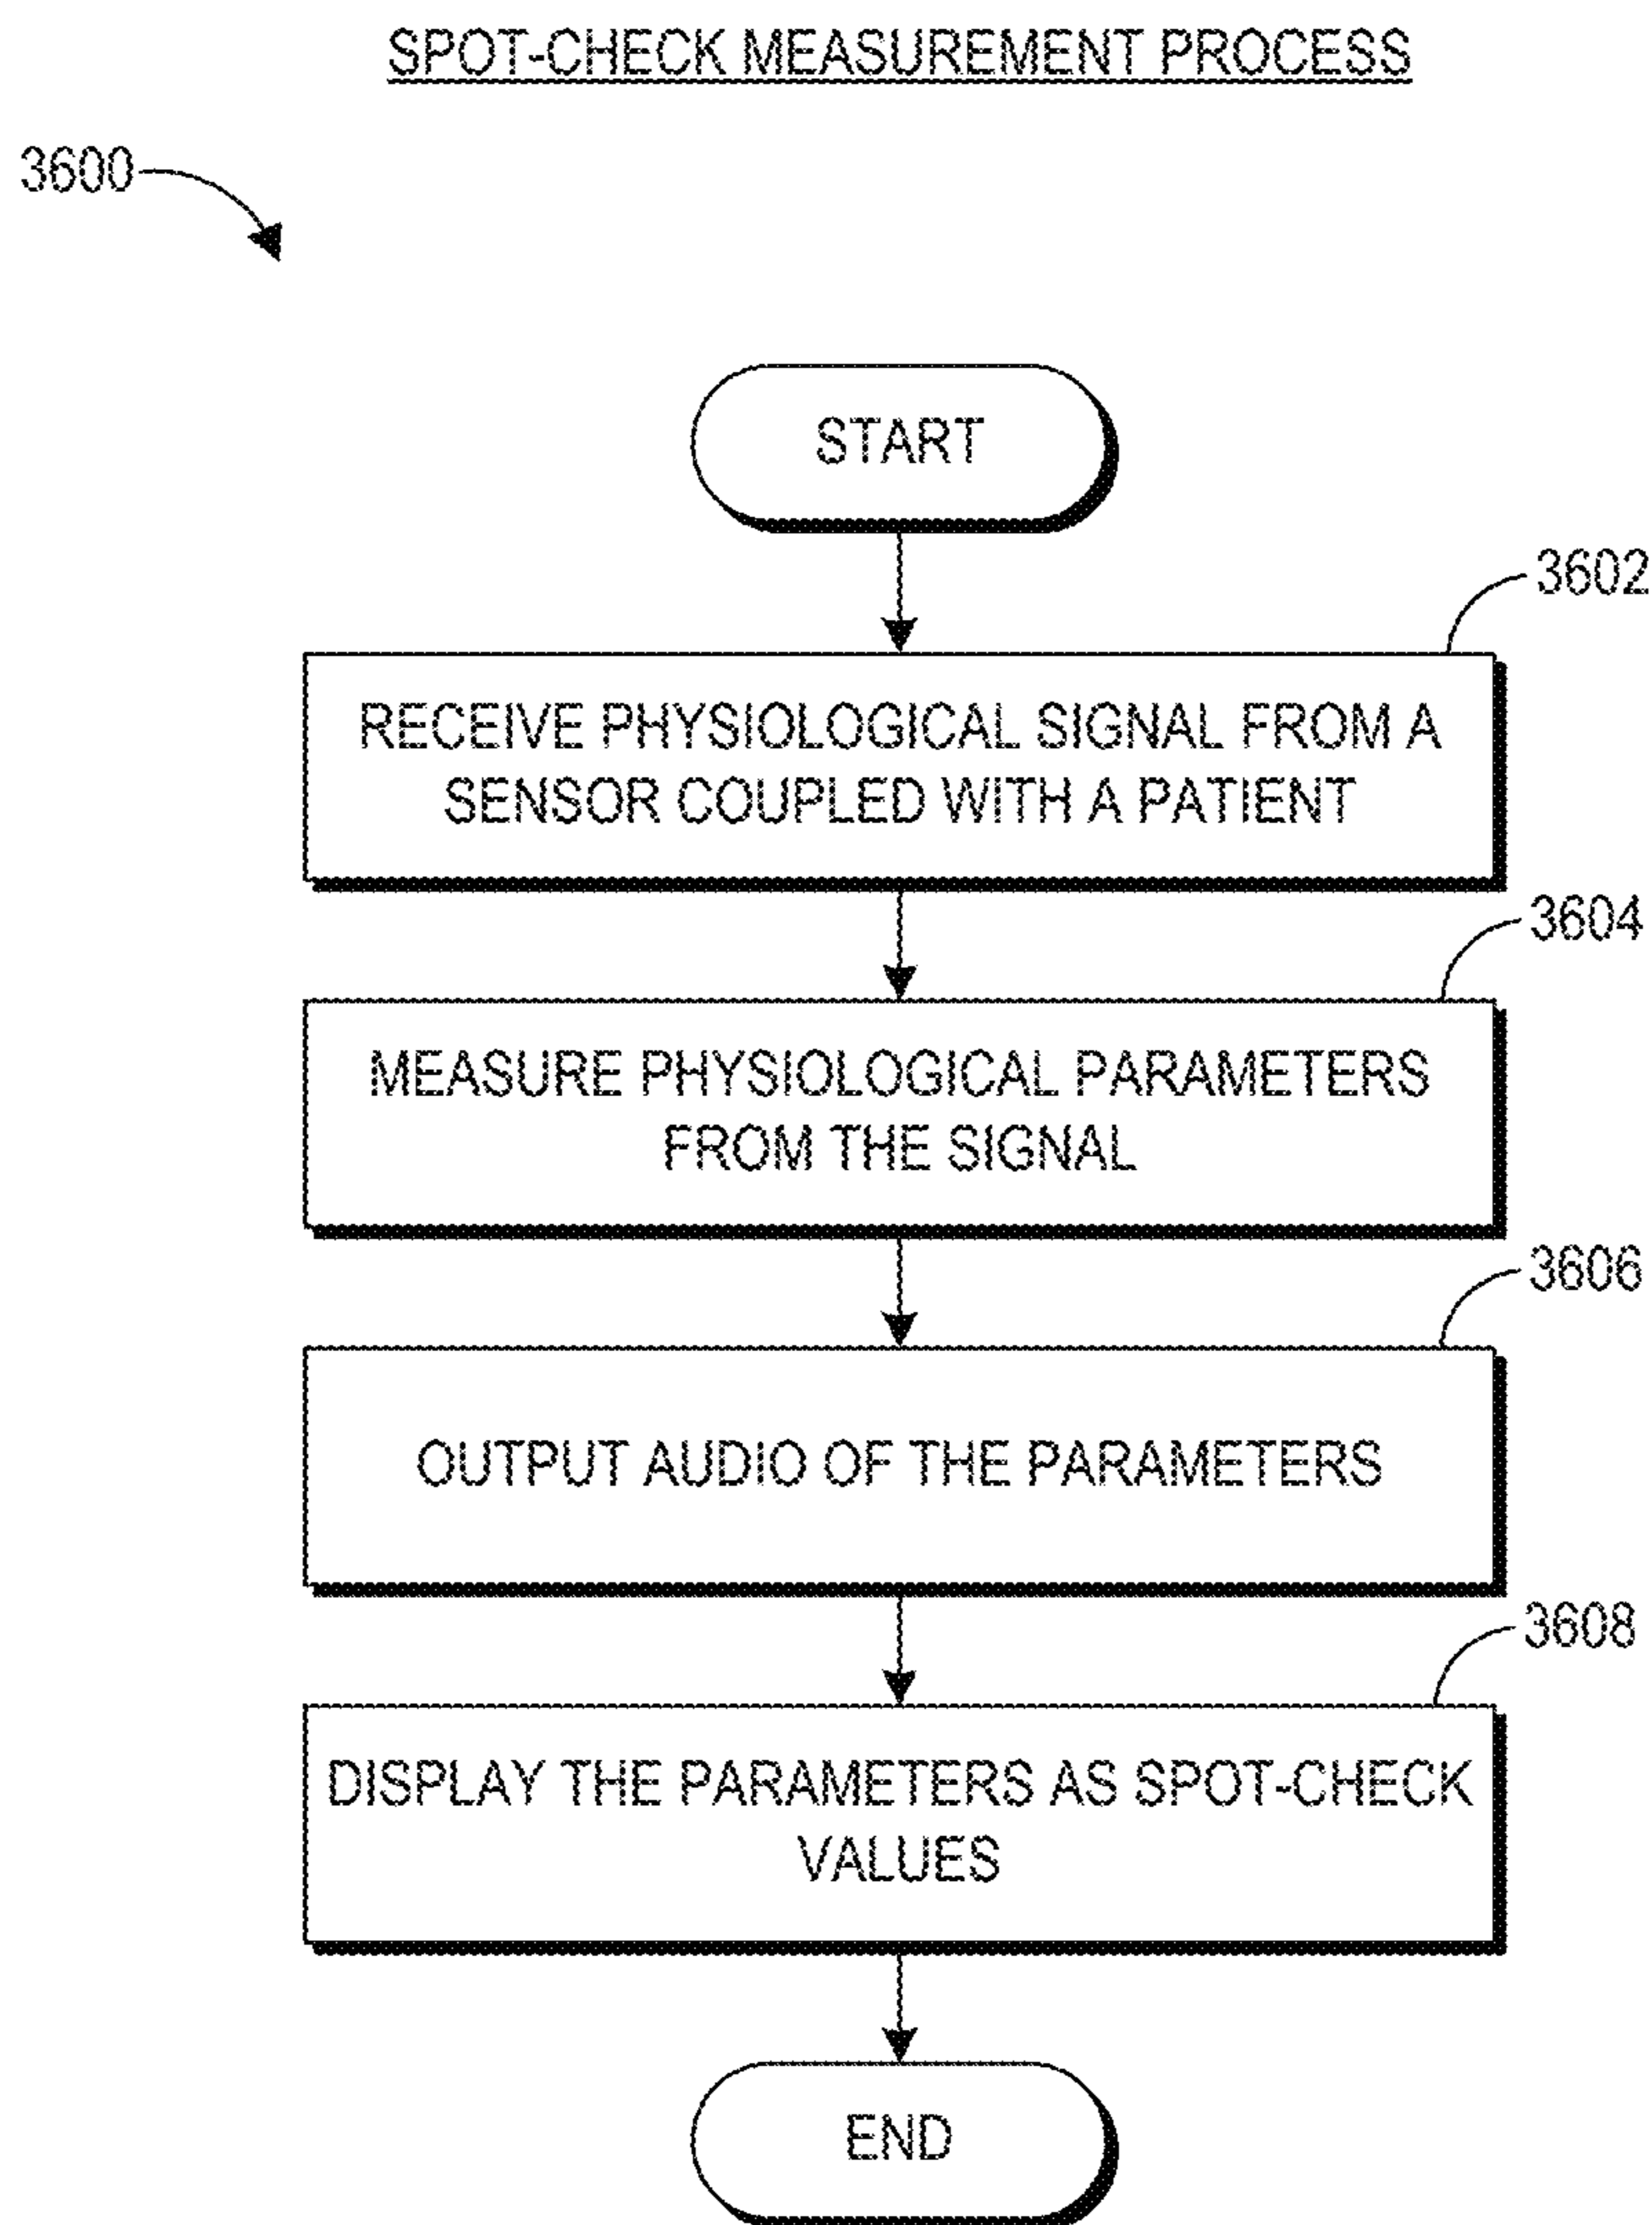 SPOT-CHECK MEASUREMENT PROCESS
3600
START
3602
RECEIVE PHYSIOLOGICAL SIGNAL FROM A
SENSOR COUPLED WITH A PATIENT
3604
MEASURE PHYSIOLOGICAL PARAMETERS
FROM THE SIGNAL
3606
OUTPUT AUDIO OF THE PARAMETERS
3608
DISPLAY THE PARAMETERS AS SPOT-CHECK
VALUES
END